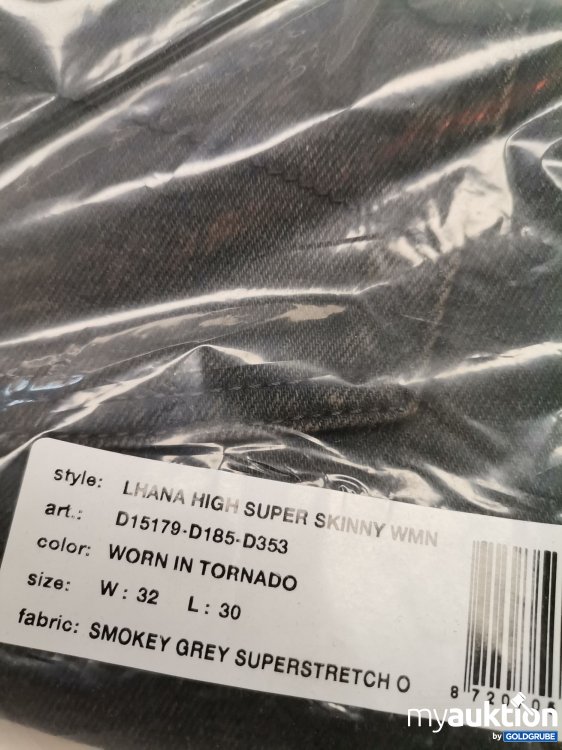 style: LHANA HIGH SUPER SKINNY WMN
art.: D15179-D185-D353
color: WORN IN TORNADO
size: W: 32 L: 30
fabric: SMOKEY GREY SUPERSTRETCH O
myauktion
by GOLDGRUBE